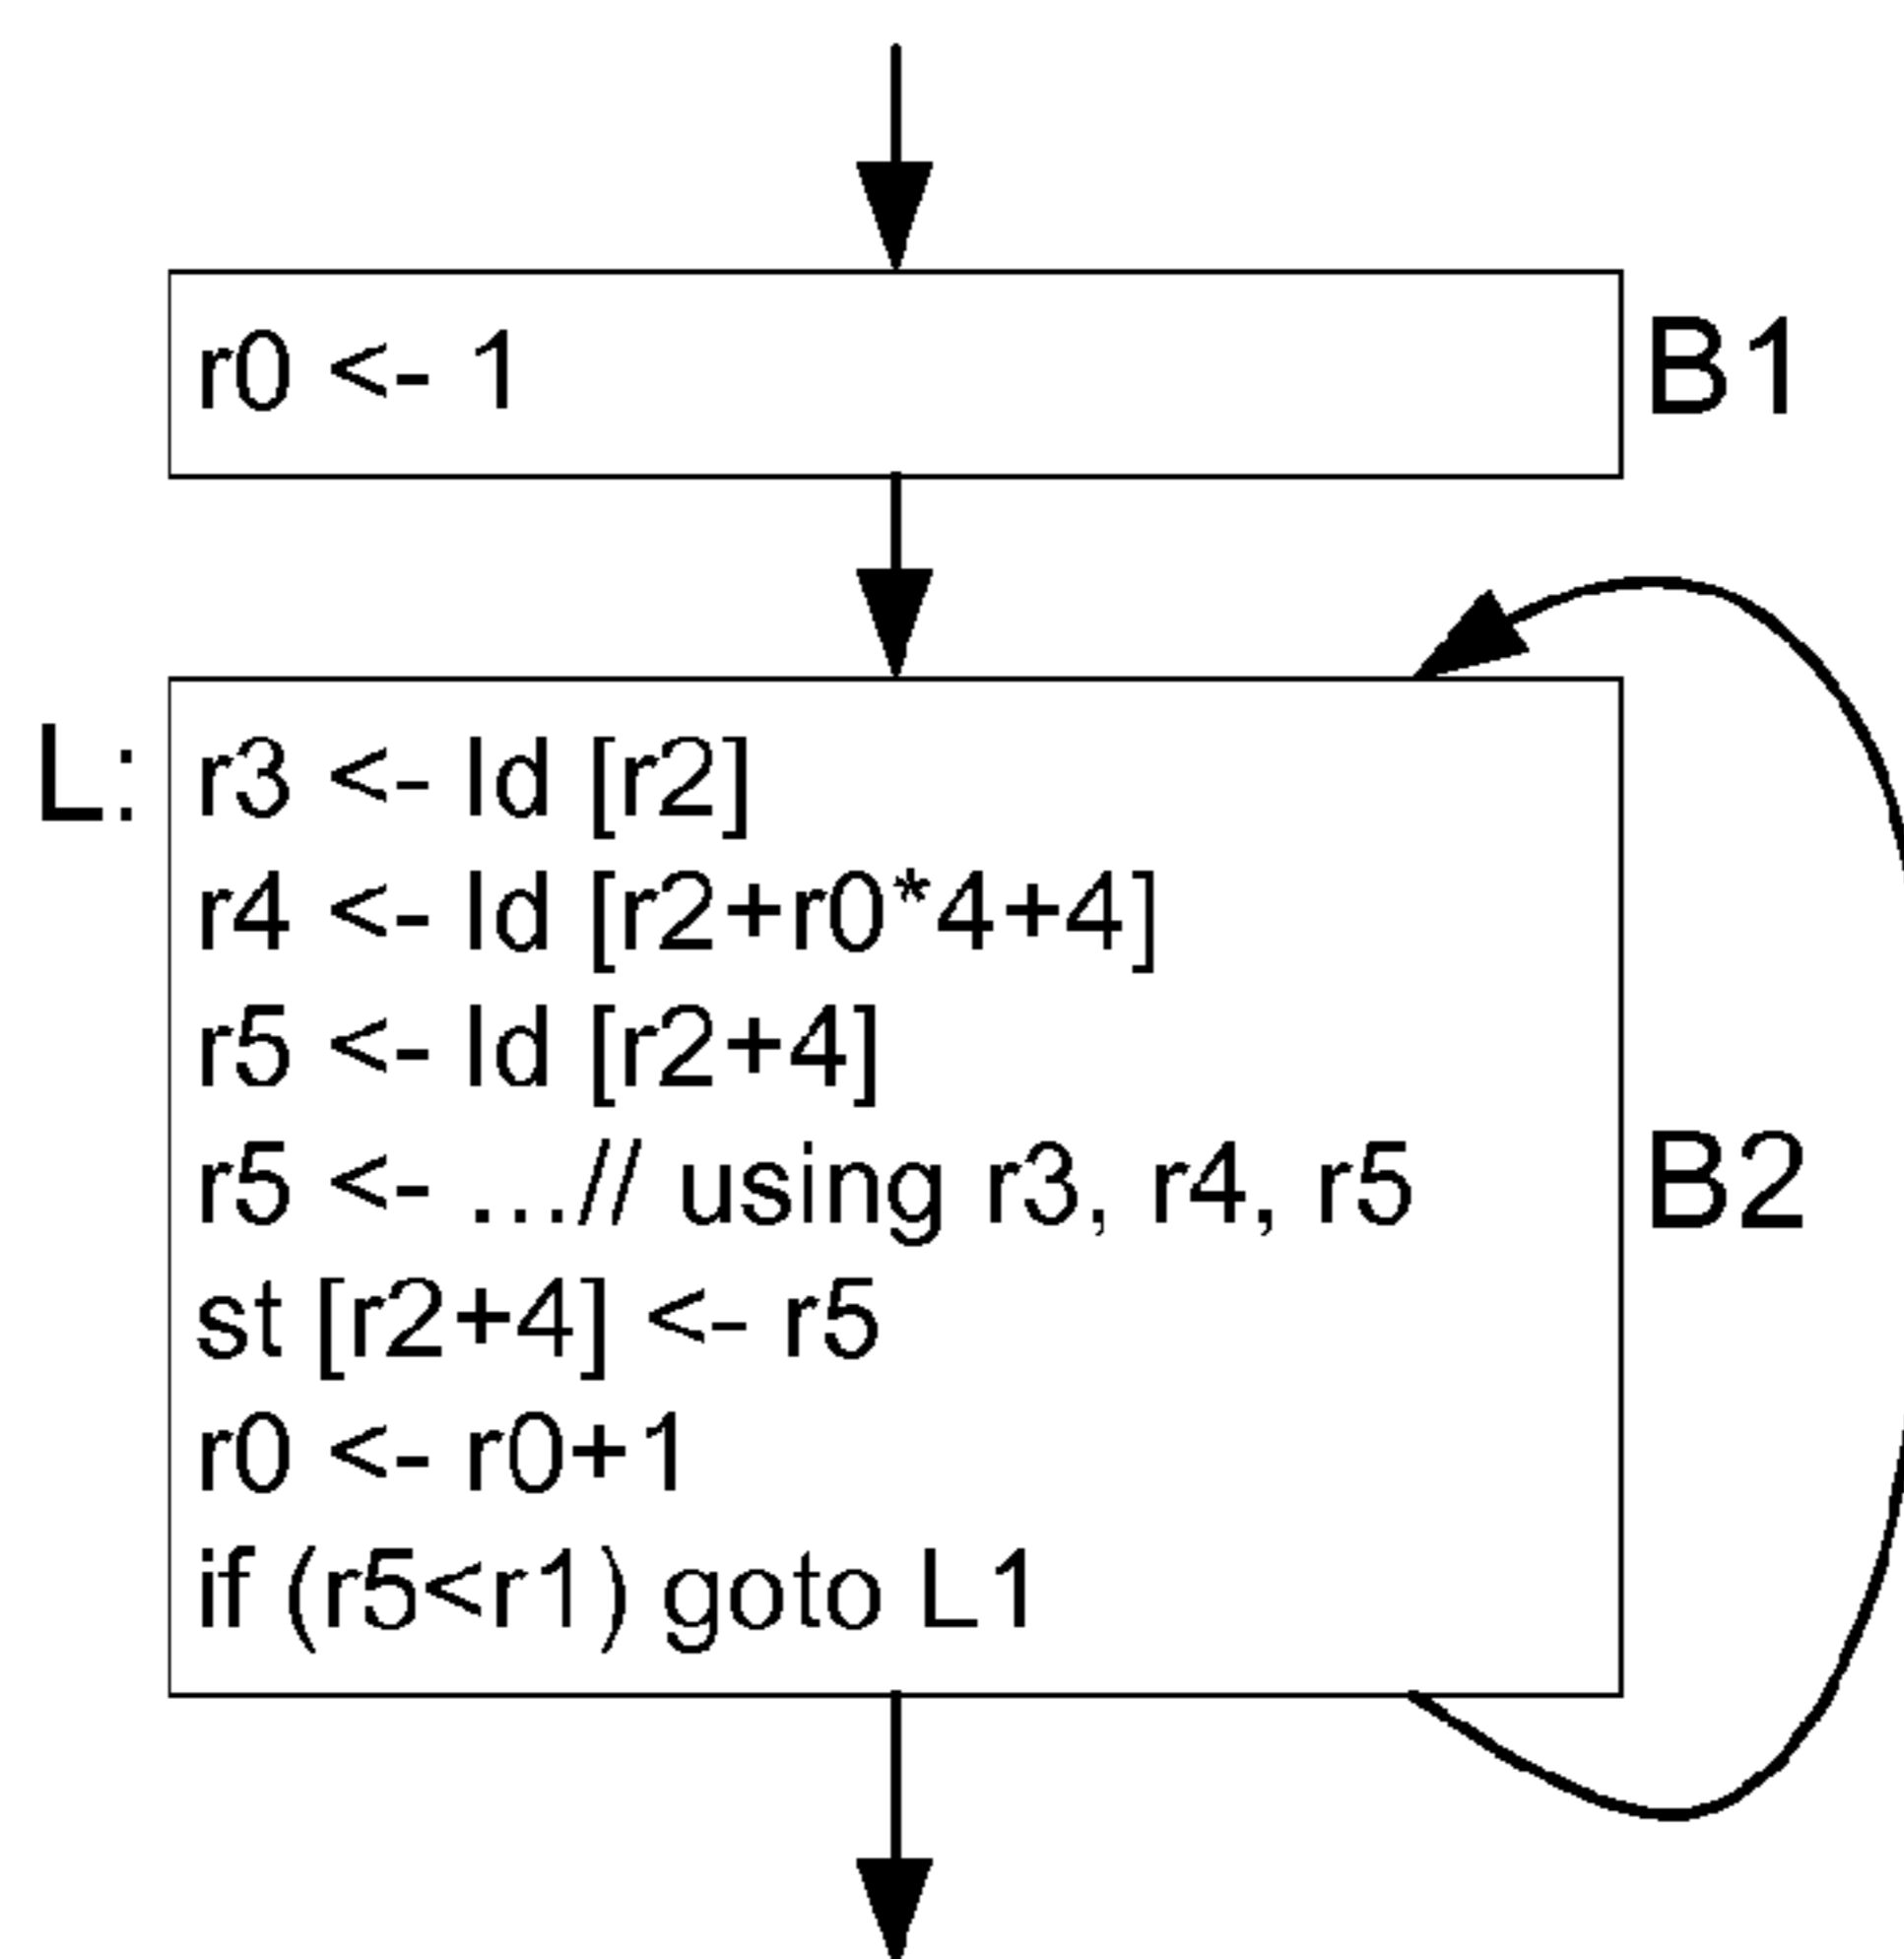 r0 <- 1
B1
L:
r3 <- ld [r2]
r4 <- ld [r2+r0*4+4]
r5 <- ld [r2+4]
r5 <- ...// using r3, r4, r5
B2
st [r2+4] <- r5
r0 <- r0+1
if (r5<r1) goto L1